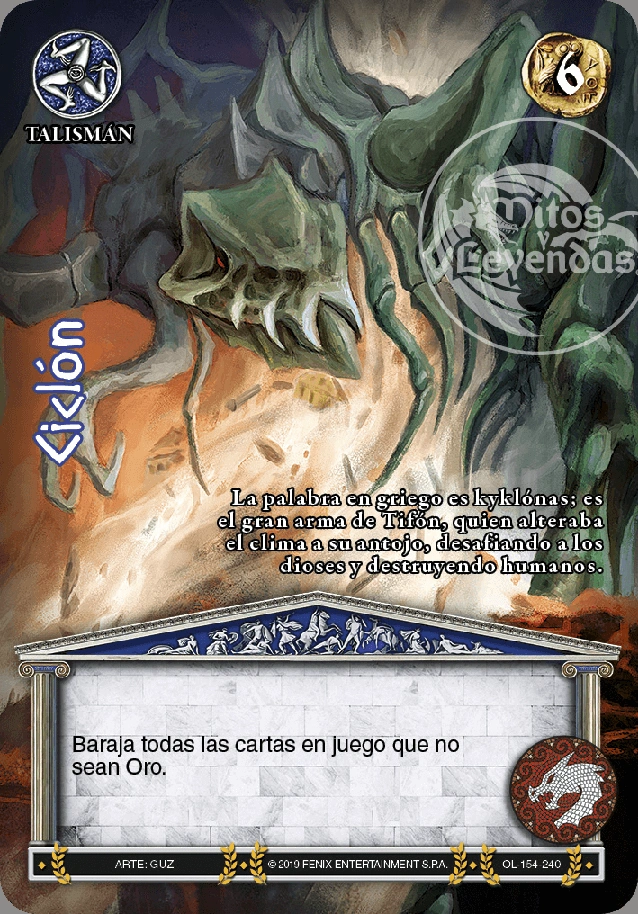 TALISMÁN
6
Mitos
y
Leyendas
Ciclón
La palabra en griego es kyklónas; es
el gran arma de Tifón, quien alteraba
el clima a su antojo, desafiando a los
dioses y destruyendo humanos.
Baraja todas las cartas en juego que no
sean Oro.
ARTE: GUZ
© 2019 FENIX ENTERTAINMENT S.P.A.
OL 154-240